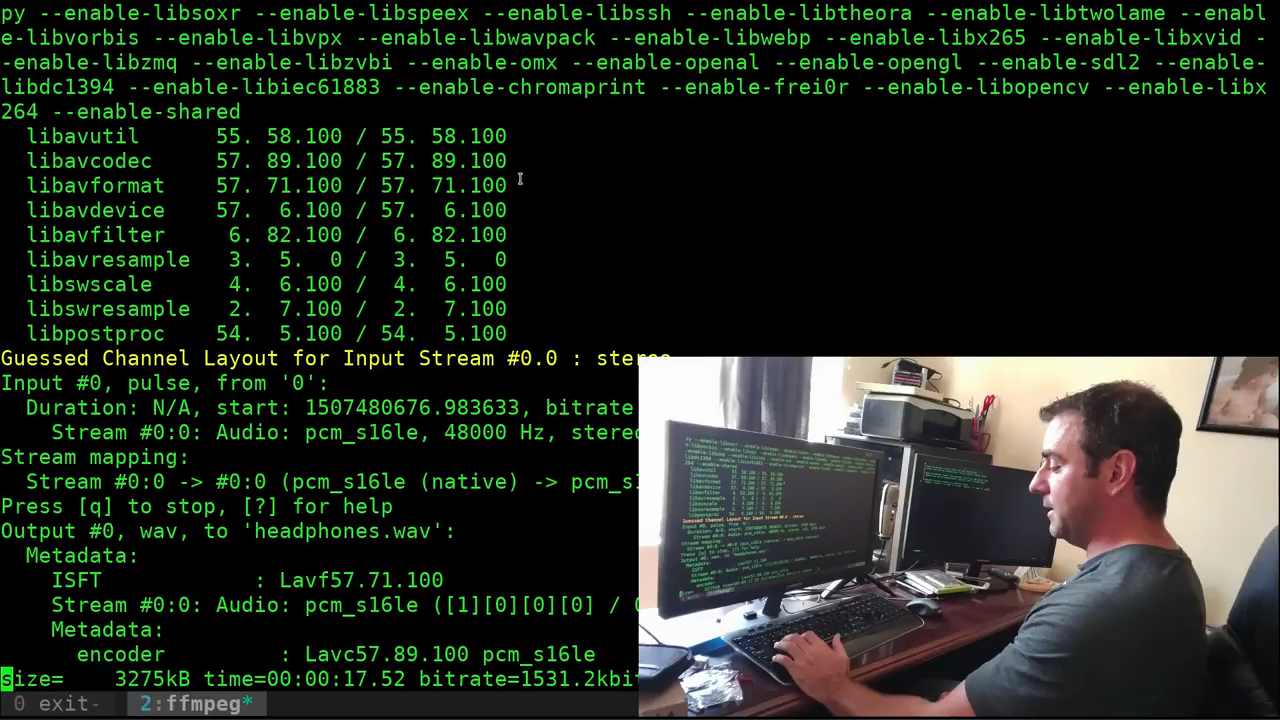 py --enable-libsoxr --enable-libspeex --enable-libssh --enable-libtheora --enable-libtwolame --enabl
e-libvorbis --enable-libvpx --enable-libwavpack --enable-libwebp --enable-libx265 --enable-libxvid -
-enable-libzmq --enable-libzvbi --enable-omx --enable-openal --enable-opengl --enable-sdl2 --enable-
libdc1394 --enable-libiec61883 --enable-chromaprint --enable-frei0r --enable-libopencv --enable-libx
264 --enable-shared
libavutil 55. 58.100 / 55. 58.100
libavcodec 57. 89.100 / 57. 89.100
libavformat 57. 71.100 / 57. 71.100
libavdevice 57. 6.100 / 57. 6.100
libavfilter 6. 82.100 / 6. 82.100
libavresample 3. 5. 0 / 3. 5. 0
libswscale 4. 6.100 / 4. 6.100
libswresample 2. 7.100 / 2. 7.100
libpostproc 54. 5.100 / 54. 5.100
Guessed Channel Layout for Input Stream #0.0 : stereo
Input #0, pulse, from '0':
Duration: N/A, start: 1507480676.983633, bitrate
Stream #0:0: Audio: pcm_s16le, 48000 Hz, stereo
Stream mapping:
Stream #0:0 -> #0:0 (pcm_s16le (native) -> pcm_s1
Press [q] to stop, [?] for help
Output #0, wav, to 'headphones.wav':
Metadata:
ISFT : Lavf57.71.100
Stream #0:0: Audio: pcm_s16le ([1][0][0][0] / 0
Metadata:
encoder : Lavc57.89.100 pcm_s16le
size= 3275kB time=00:00:17.52 bitrate=1531.2kbit
0 exit- 2:ffmpeg*